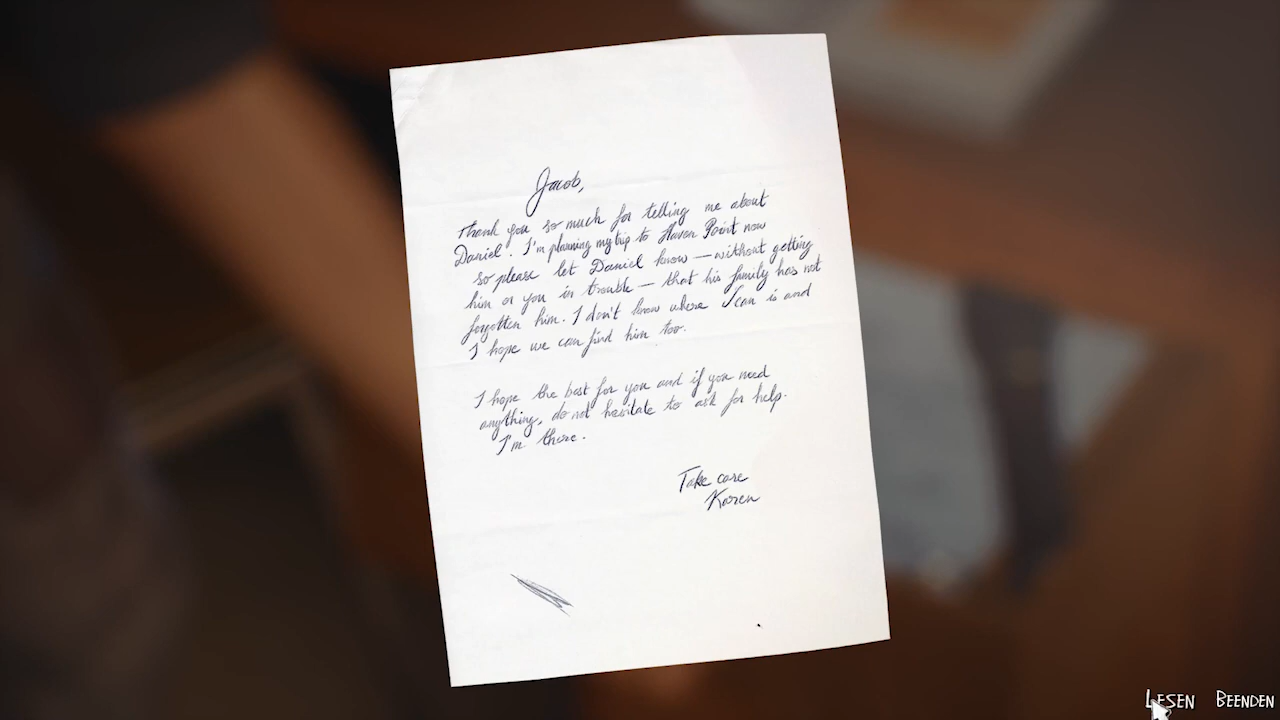 Jacob,
Thank you so much for telling me about
Daniel. I'm planning my trip to Haven Point now
so please let Daniel know — without getting
him or you in trouble — that his family has not
forgotten him. I don't know where Sean is and
I hope we can find him too.
I hope the best for you and if you need
anything, do not hesitate to ask for help.
I'm there.
Take care
Karen
LESEN BEENDEN